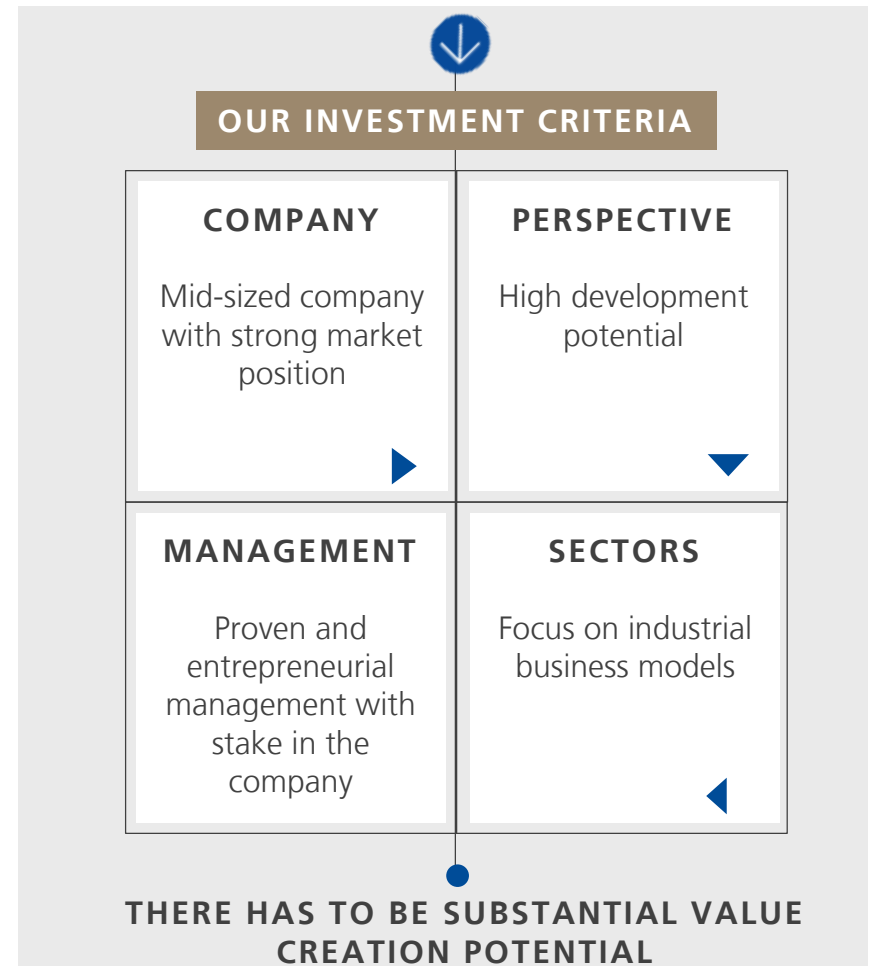 OUR INVESTMENT CRITERIA
COMPANY
Mid-sized company
with strong market
position
PERSPECTIVE
High development
potential
MANAGEMENT
Proven and
entrepreneurial
management with
stake in the
company
SECTORS
Focus on industrial
business models
THERE HAS TO BE SUBSTANTIAL VALUE
CREATION POTENTIAL